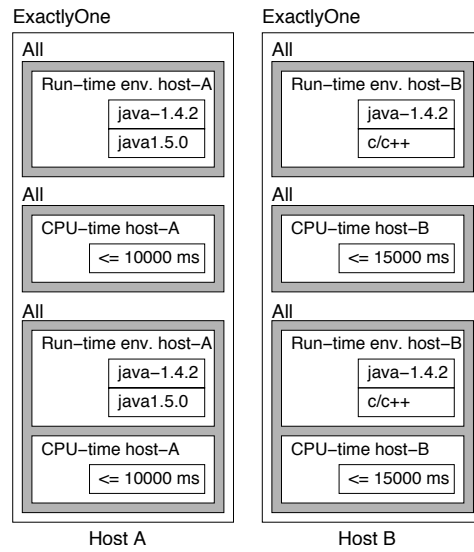 ExactlyOne
All
Run-time env. host-A
java-1.4.2
java1.5.0
All
CPU-time host-A
<= 10000 ms
All
Run-time env. host-A
java-1.4.2
java1.5.0
CPU-time host-A
<= 10000 ms
Host A
ExactlyOne
All
Run-time env. host-B
java-1.4.2
c/c++
All
CPU-time host-B
<= 15000 ms
All
Run-time env. host-B
java-1.4.2
c/c++
CPU-time host-B
<= 15000 ms
Host B